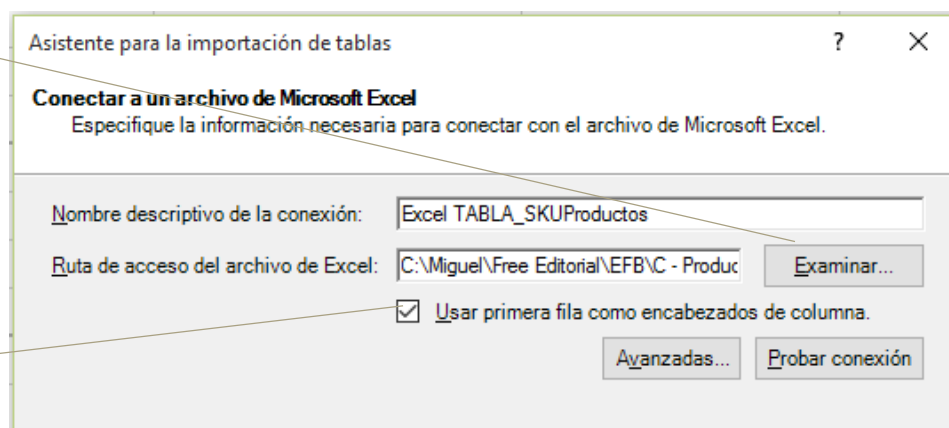 Asistente para la importación de tablas ? ✕
Conectar a un archivo de Microsoft Excel
Especifique la información necesaria para conectar con el archivo de Microsoft Excel.
Nombre descriptivo de la conexión: Excel TABLA_SKUProductos
Ruta de acceso del archivo de Excel: C:\Miguel\Free Editorial\EFB\C - Produc Examinar...
Usar primera fila como encabezados de columna.
Avanzadas... Probar conexión